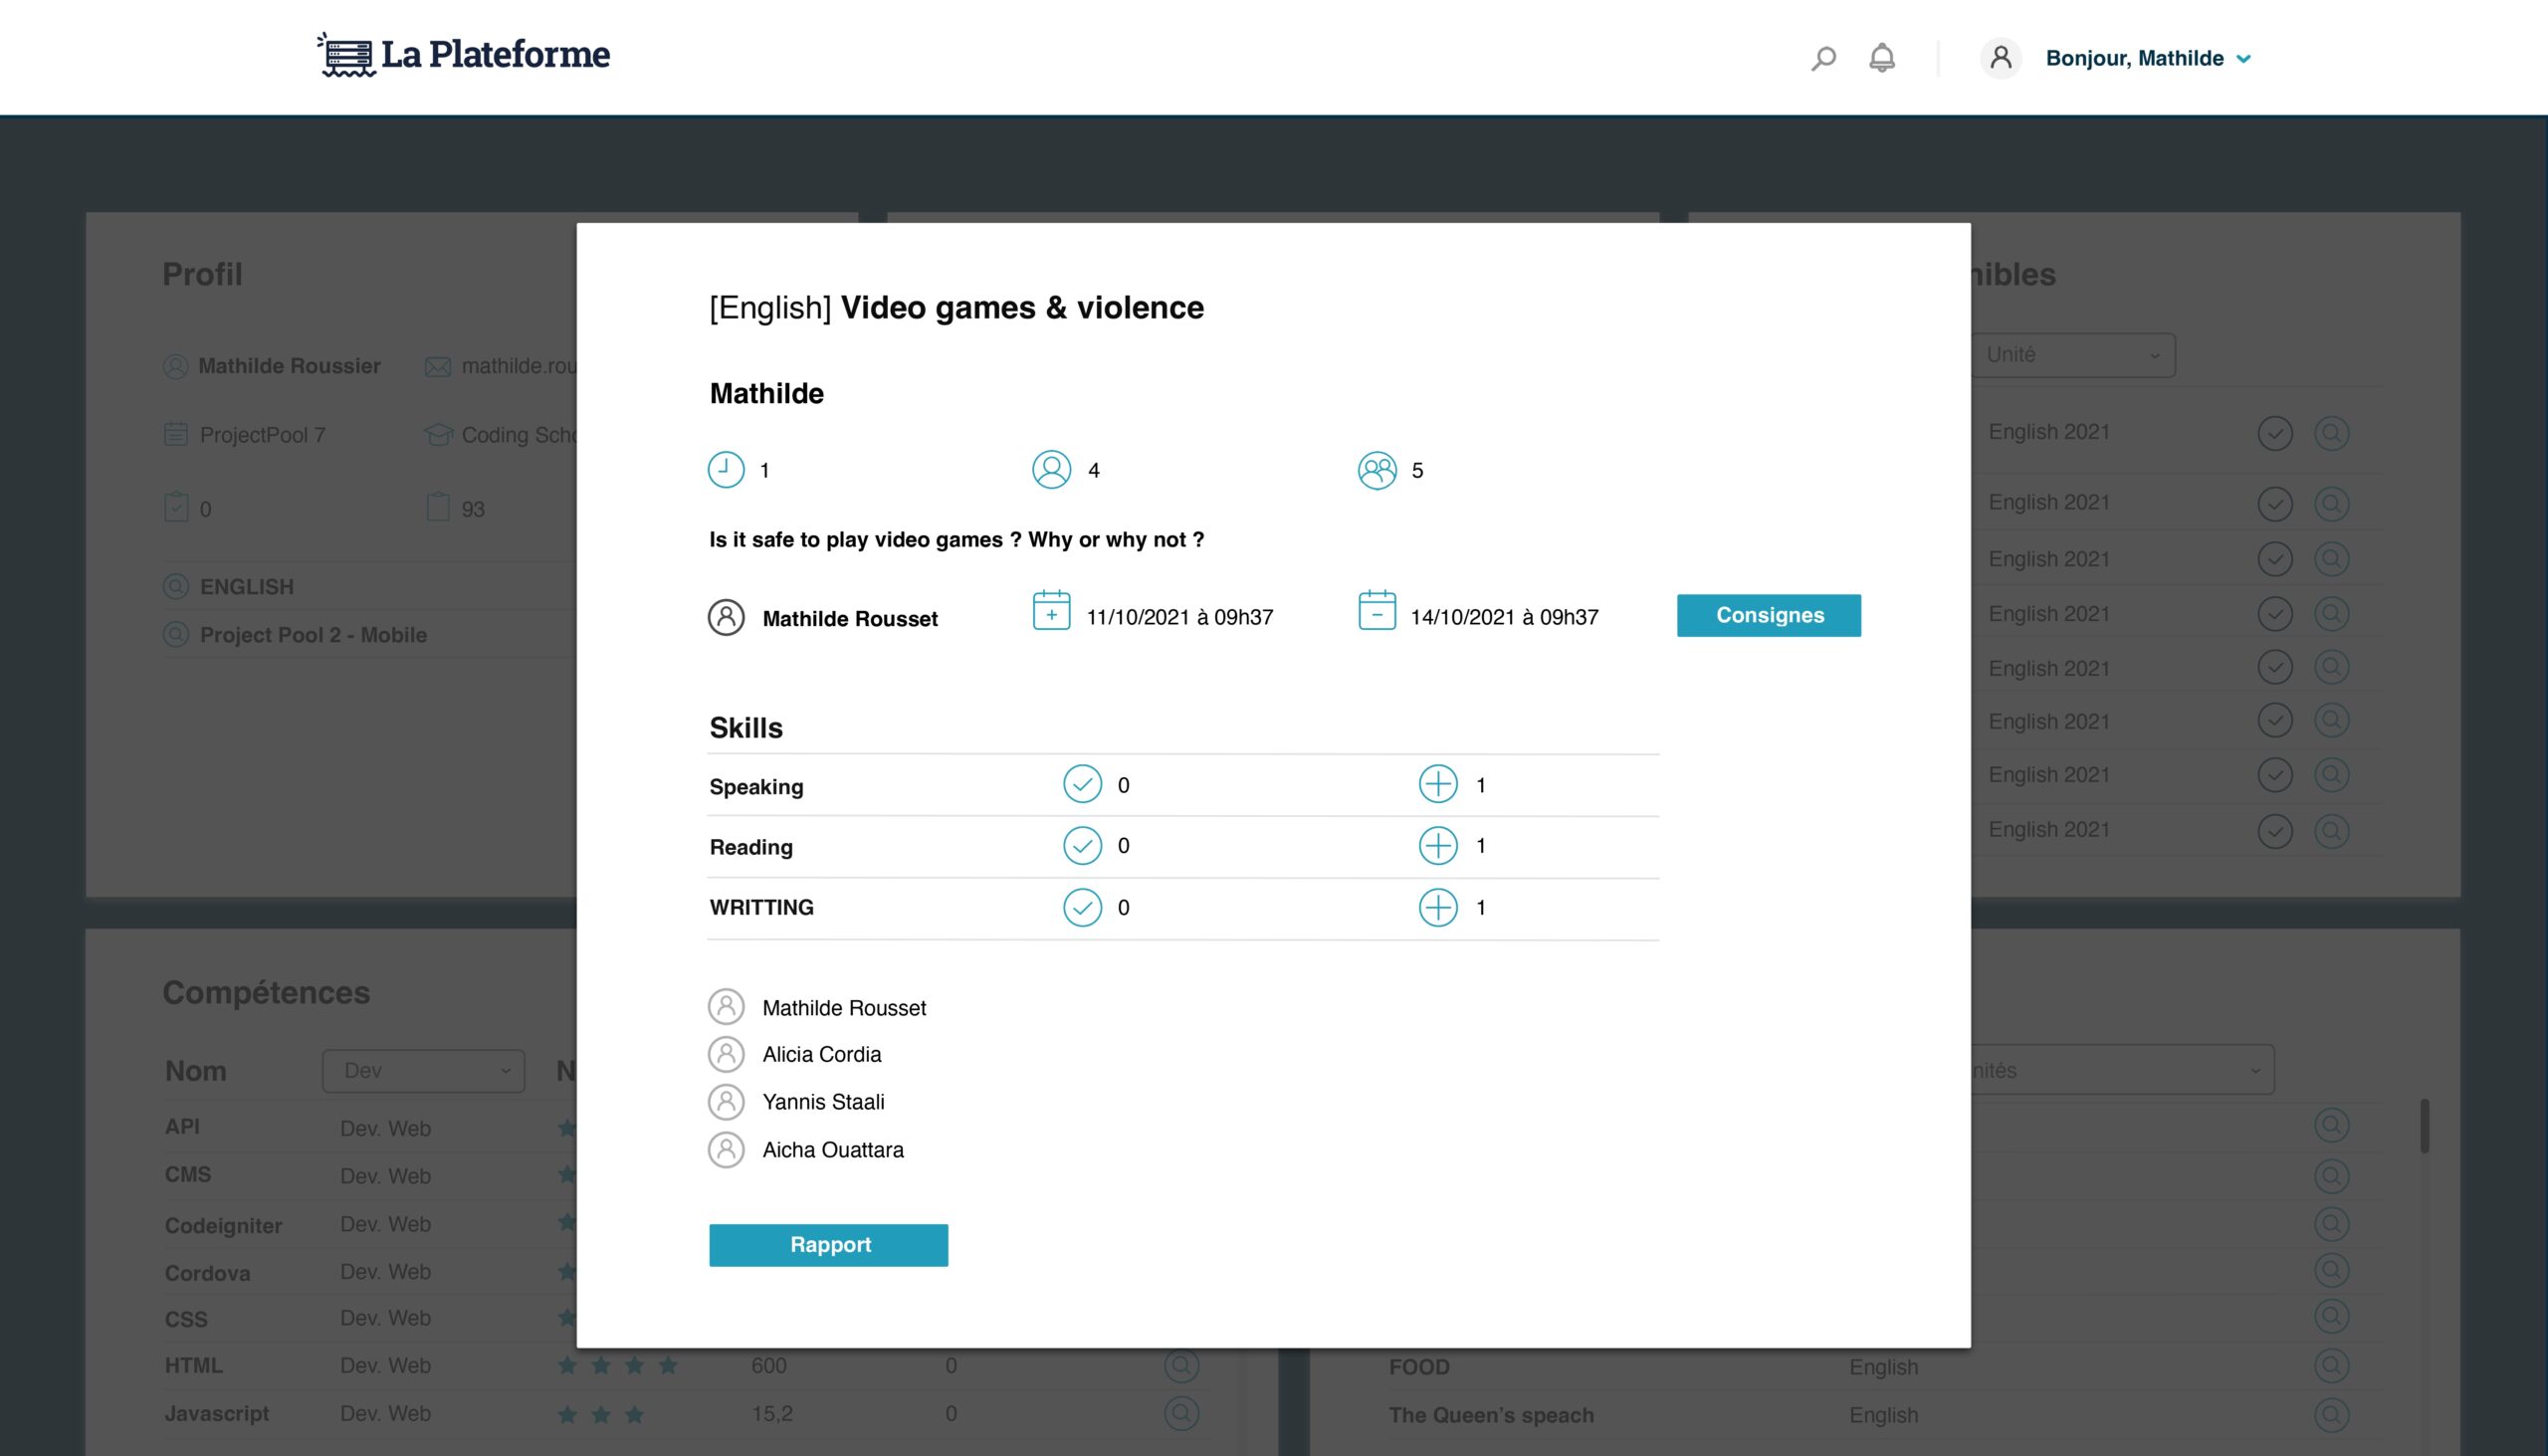 La Plateforme
Bonjour, Mathilde
Profil
Mathilde Roussier
mathilde.rou
ProjectPool 7
Coding Scho
0
93
ENGLISH
Project Pool 2 - Mobile
[English] Video games & violence
Mathilde
1 4 5
Is it safe to play video games ? Why or why not ?
Mathilde Rousset 11/10/2021 à 09h37 14/10/2021 à 09h37 Consignes
Skills
Speaking 0 1
Reading 0 1
WRITTING 0 1
Mathilde Rousset
Alicia Cordia
Yannis Staali
Aicha Ouattara
Rapport
nibles
Unité
English 2021
English 2021
English 2021
English 2021
English 2021
English 2021
English 2021
English 2021
Compétences
Nom Dev N
API Dev. Web
CMS Dev. Web
Codeigniter Dev. Web
Cordova Dev. Web
CSS Dev. Web
HTML Dev. Web 600 0
Javascript Dev. Web 15,2 0
nités
FOOD English
The Queen's speach English